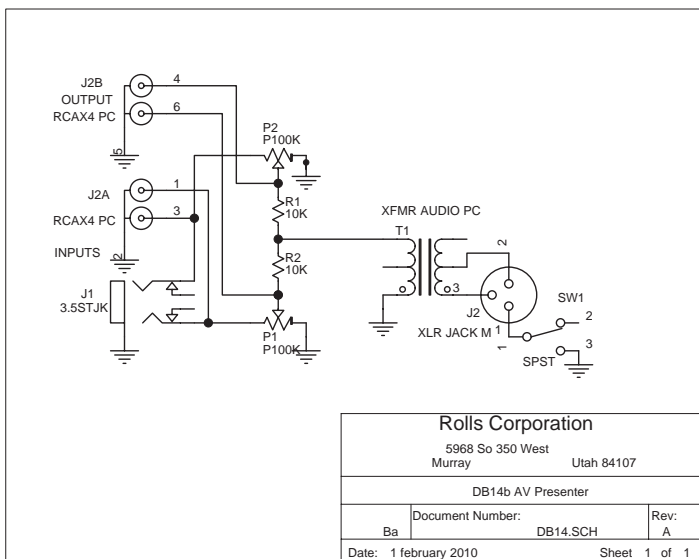 J2B
OUTPUT
RCAX4 PC
4
6
5
P2
P100K
J2A
RCAX4 PC
1
3
INPUTS
2
R1
10K
R2
10K
J1
3.5STJK
P1
P100K
XFMR AUDIO PC
T1
2
3
J2
1
XLR JACK M
1
SW1
2
3
SPST
Rolls Corporation
5968 So 350 West
Murray Utah 84107
DB14b AV Presenter
Document Number: Rev:
Ba DB14.SCH A
Date: 1 february 2010 Sheet 1 of 1